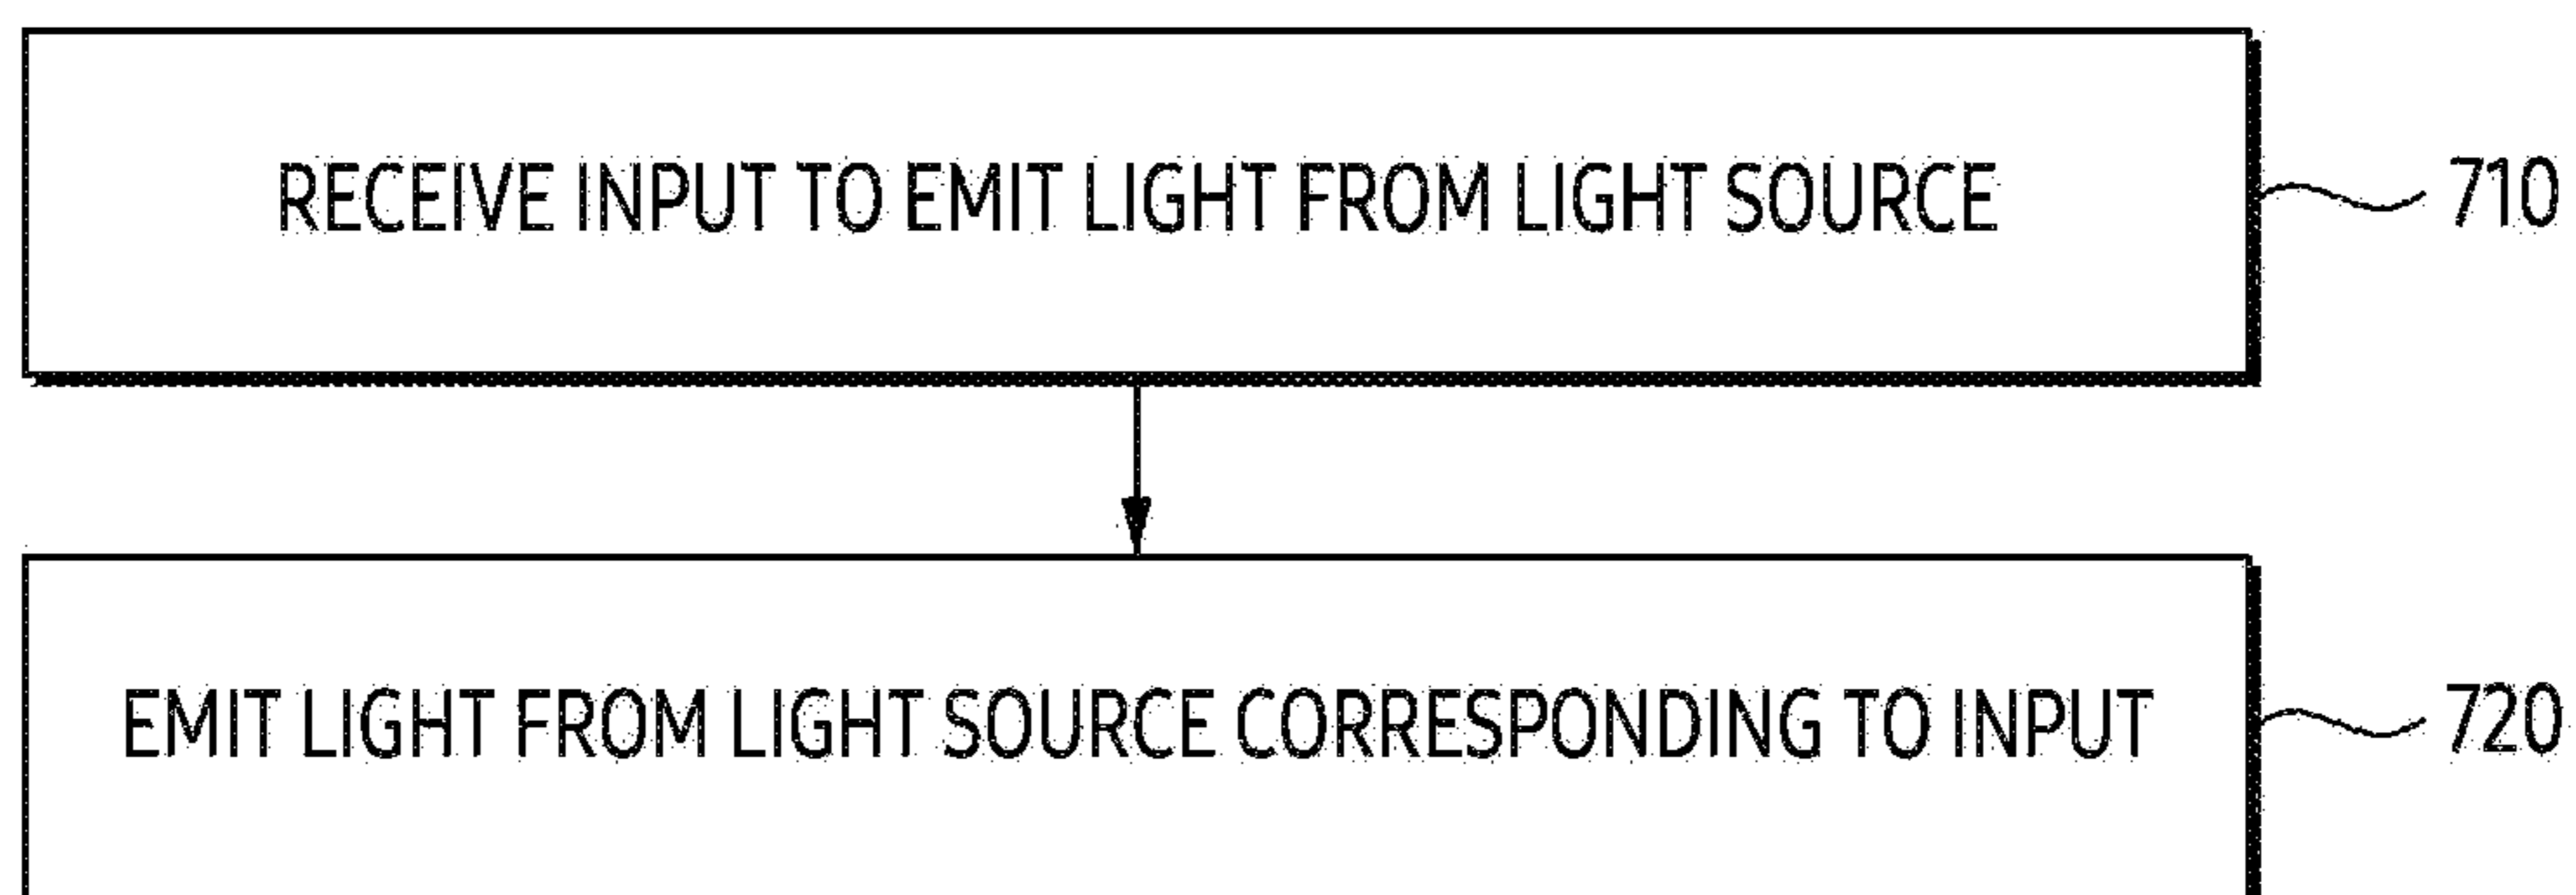 RECEIVE INPUT TO EMIT LIGHT FROM LIGHT SOURCE
710
EMIT LIGHT FROM LIGHT SOURCE CORRESPONDING TO INPUT
720